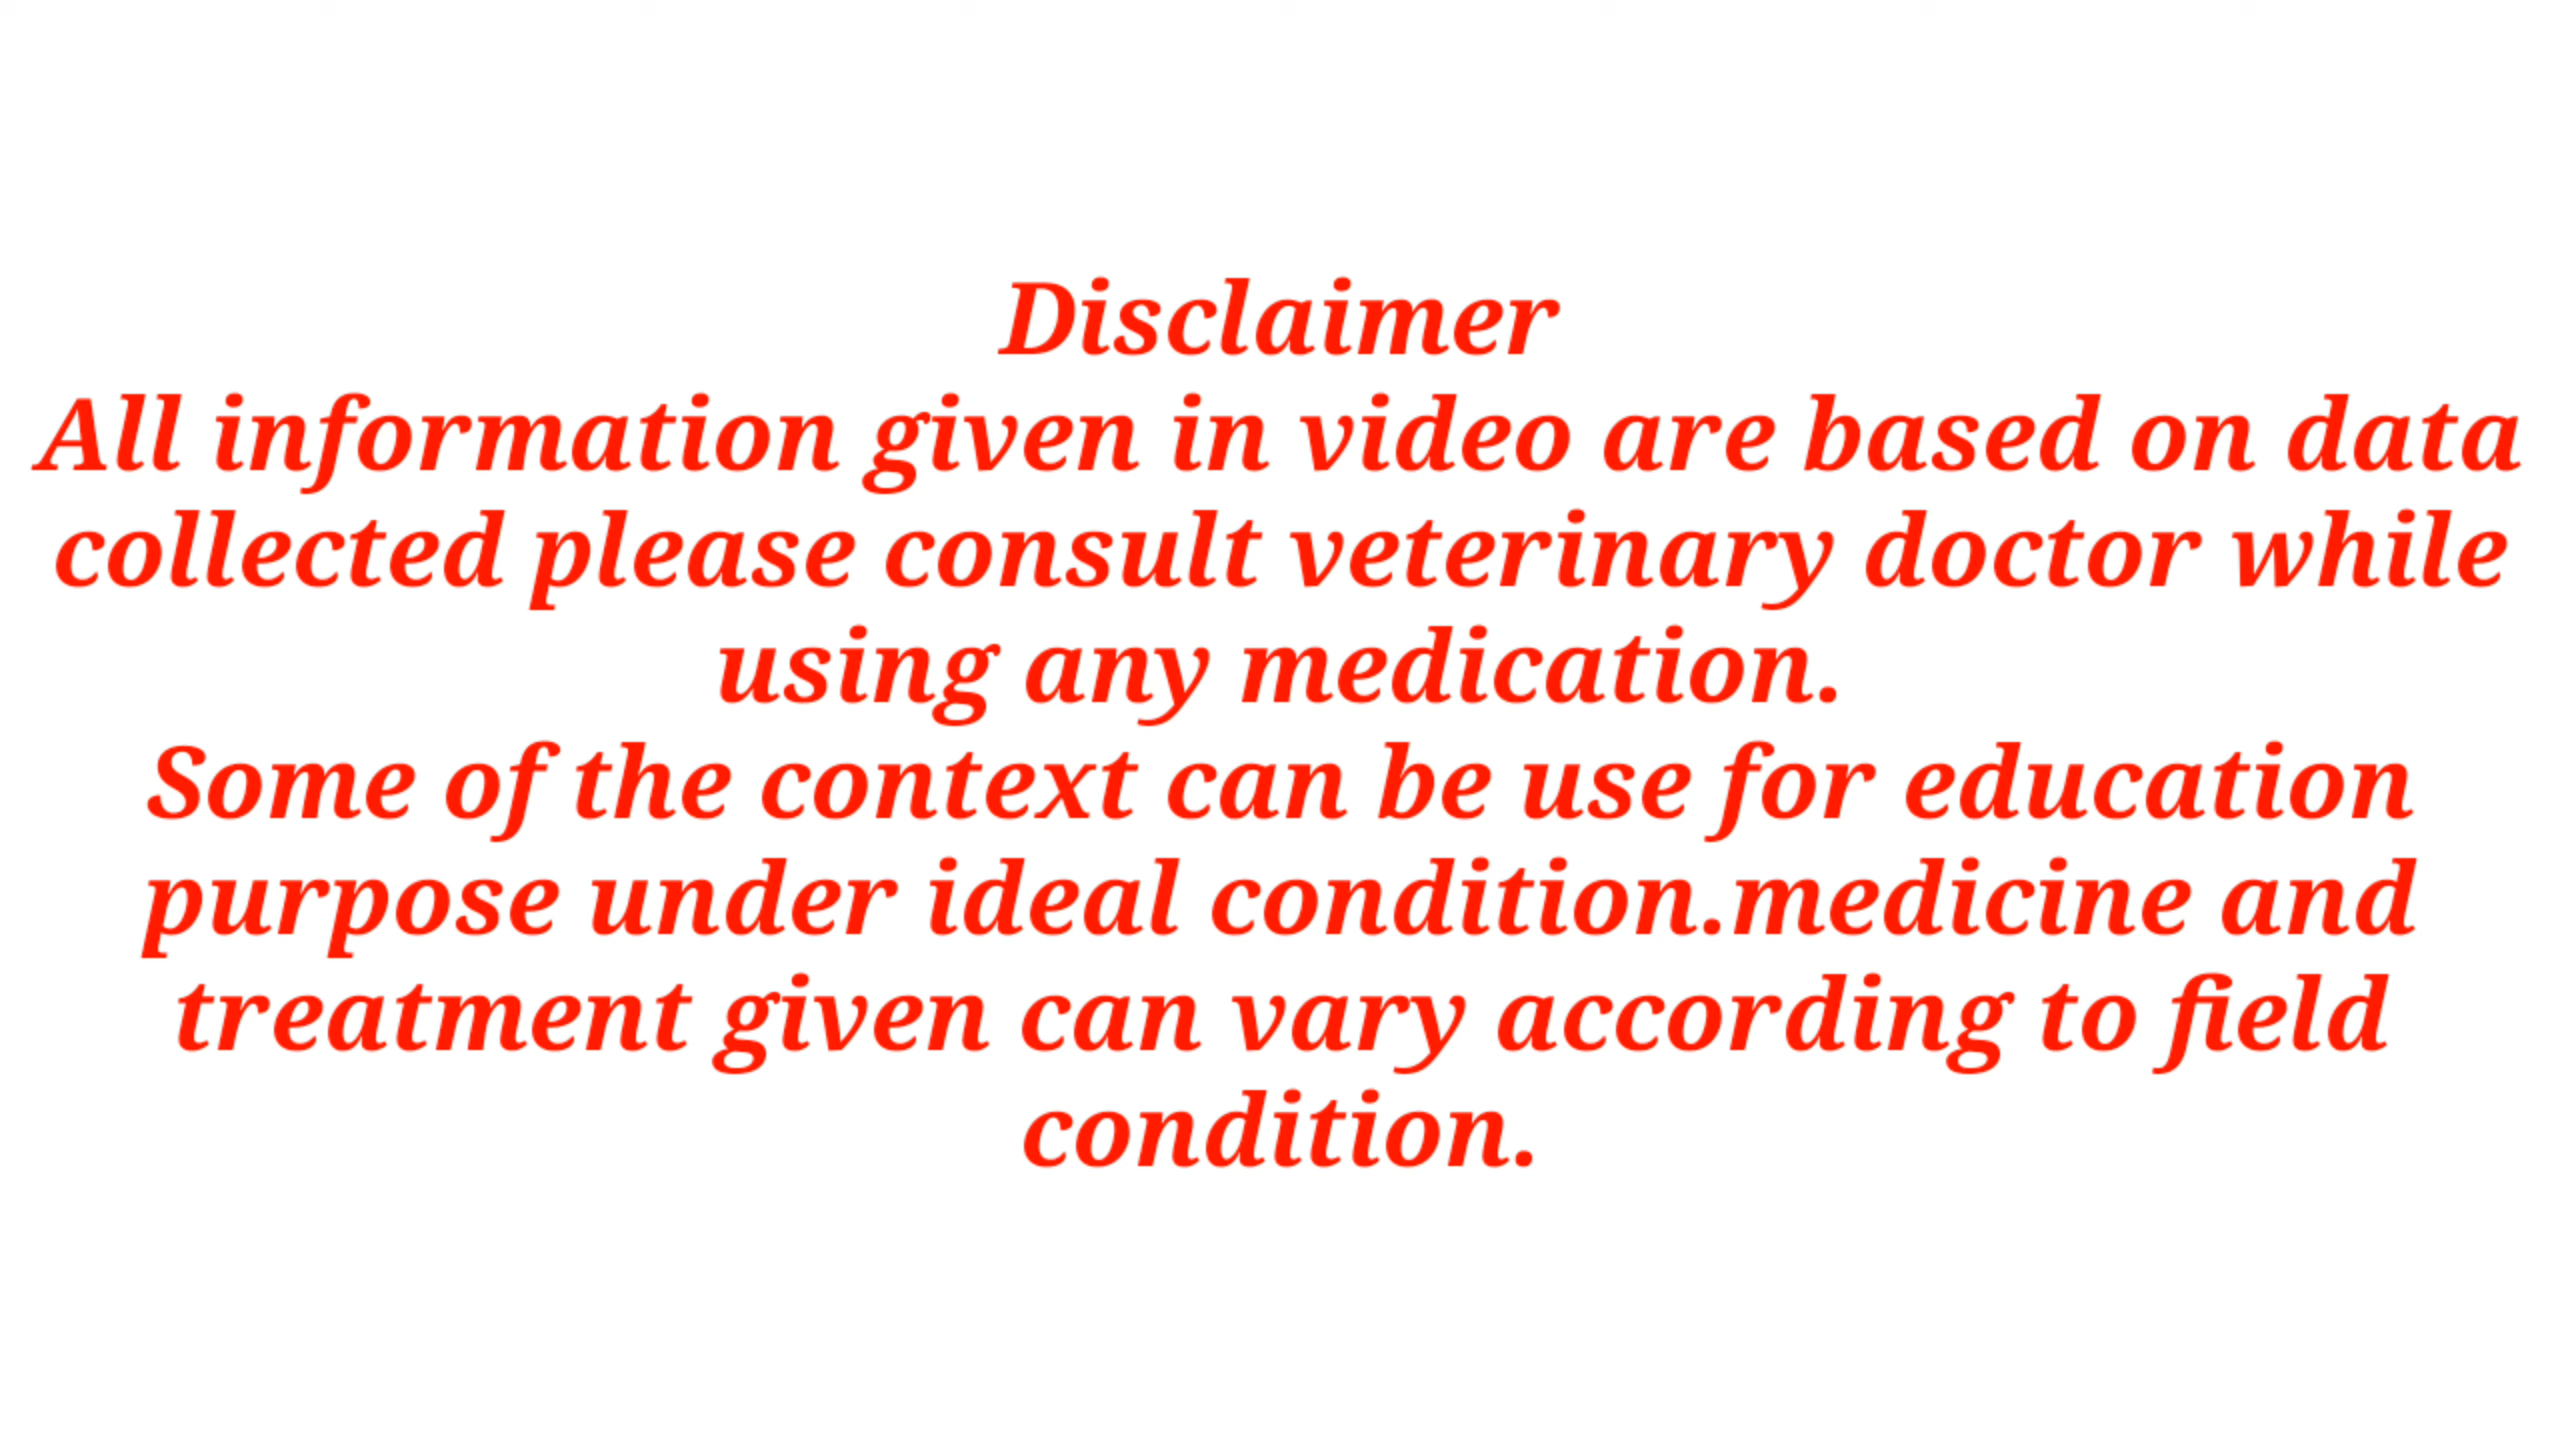 Disclaimer
All information given in video are based on data
collected please consult veterinary doctor while
using any medication.
Some of the context can be use for education
purpose under ideal condition.medicine and
treatment given can vary according to field
condition.